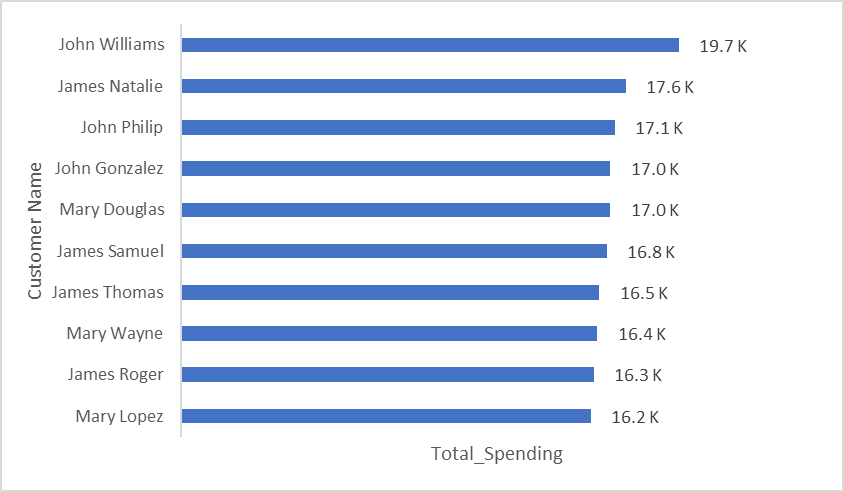 Customer Name
John Williams 19.7 K
James Natalie 17.6 K
John Philip 17.1 K
John Gonzalez 17.0 K
Mary Douglas 17.0 K
James Samuel 16.8 K
James Thomas 16.5 K
Mary Wayne 16.4 K
James Roger 16.3 K
Mary Lopez 16.2 K
Total_Spending